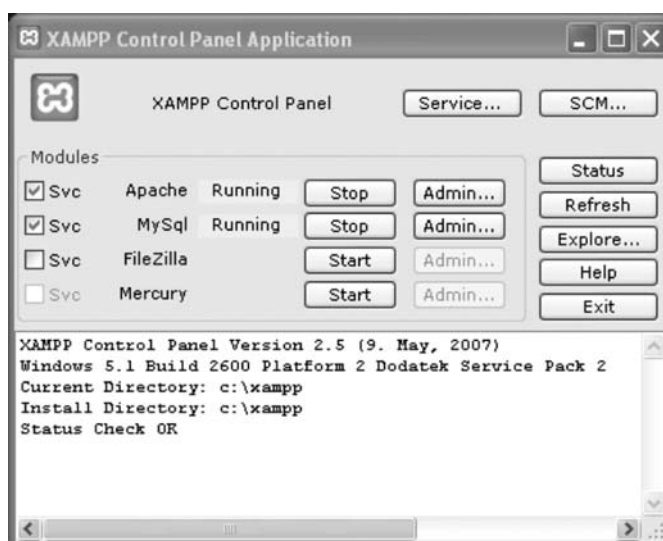 XAMPP Control Panel Application
XAMPP Control Panel Service... SCM...
Modules
Svc Apache Running Stop Admin...
Svc MySql Running Stop Admin...
Svc FileZilla Start Admin...
Svc Mercury Start Admin...
Status
Refresh
Explore...
Help
Exit
XAMPP Control Panel Version 2.5 (9. May, 2007)
Windows 5.1 Build 2600 Platform 2 Dodatek Service Pack 2
Current Directory: c:\xampp
Install Directory: c:\xampp
Status Check OK